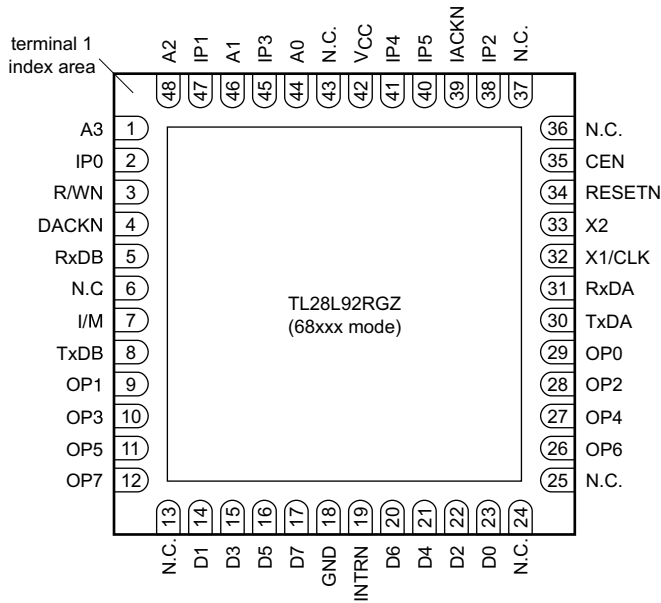 terminal 1
index area
A2
IP1
A1
IP3
A0
N.C.
VCC
IP4
IP5
IACKN
IP2
N.C.
48
47
46
45
44
43
42
41
40
39
38
37
A3 1
IP0 2
R/WN 3
DACKN 4
RxDB 5
N.C 6
I/M 7
TxDB 8
OP1 9
OP3 10
OP5 11
OP7 12
TL28L92RGZ
(68xxx mode)
36 N.C.
35 CEN
34 RESETN
33 X2
32 X1/CLK
31 RxDA
30 TxDA
29 OP0
28 OP2
27 OP4
26 OP6
25 N.C.
13
14
15
16
17
18
19
20
21
22
23
24
N.C.
D1
D3
D5
D7
GND
INTRN
D6
D4
D2
D0
N.C.